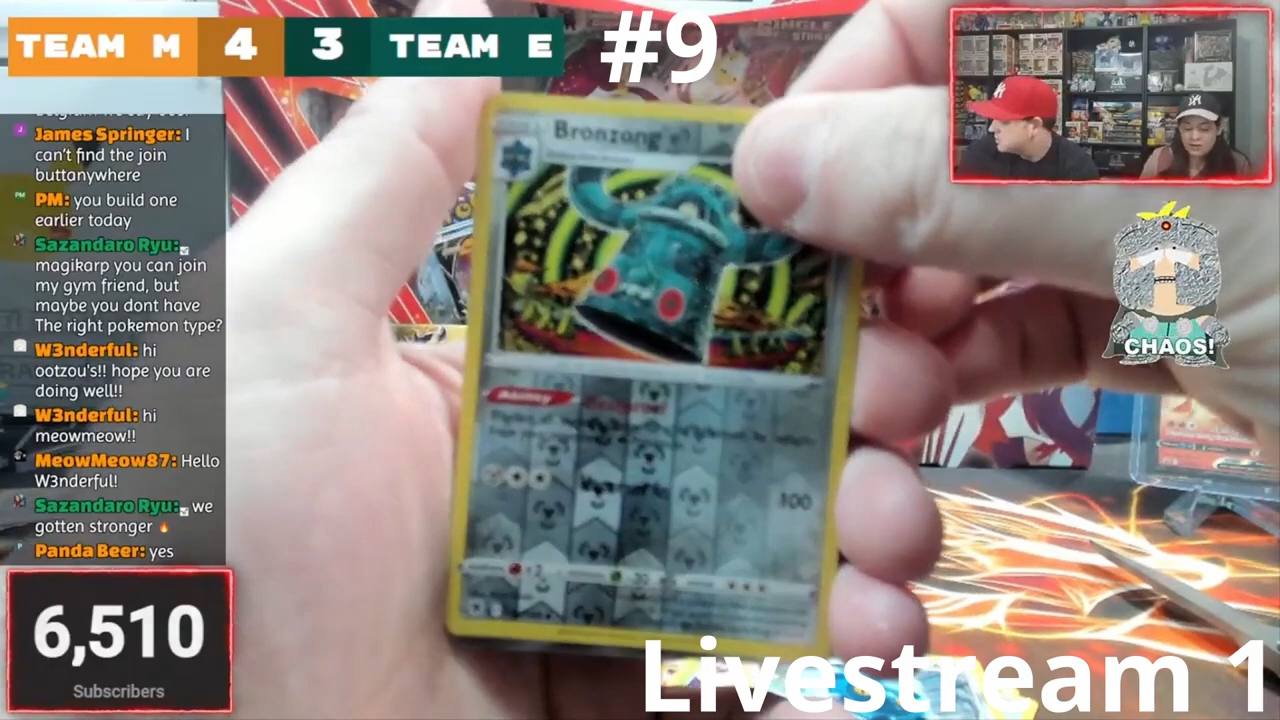 TEAM M 4 3 TEAM E
#9
James Springer: I
can't find the join
buttanywhere
PM: you build one
earlier today
Sazandaro Ryu:
magikarp you can join
my gym friend, but
maybe you dont have
The right pokemon type?
W3nderful: hi
ootzou's!! hope you are
doing well!!
W3nderful: hi
meowmeow!!
MeowMeow87: Hello
W3nderful!
Sazandaro Ryu: we
gotten stronger 🔥
Panda Beer: yes
6,510
Subscribers
Bronzong
Ability
100
CHAOS!
Livestream 1